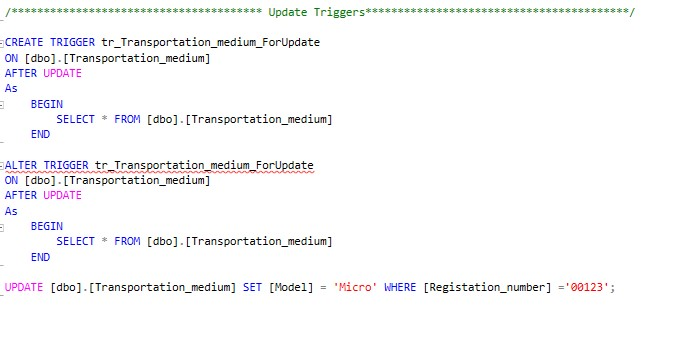 /*************************************** Update Triggers*****************************************/
CREATE TRIGGER tr_Transportation_medium_ForUpdate
ON [dbo].[Transportation_medium]
AFTER UPDATE
As
BEGIN
SELECT * FROM [dbo].[Transportation_medium]
END
ALTER TRIGGER tr_Transportation_medium_ForUpdate
ON [dbo].[Transportation_medium]
AFTER UPDATE
As
BEGIN
SELECT * FROM [dbo].[Transportation_medium]
END
UPDATE [dbo].[Transportation_medium] SET [Model] = 'Micro' WHERE [Registation_number] ='00123';